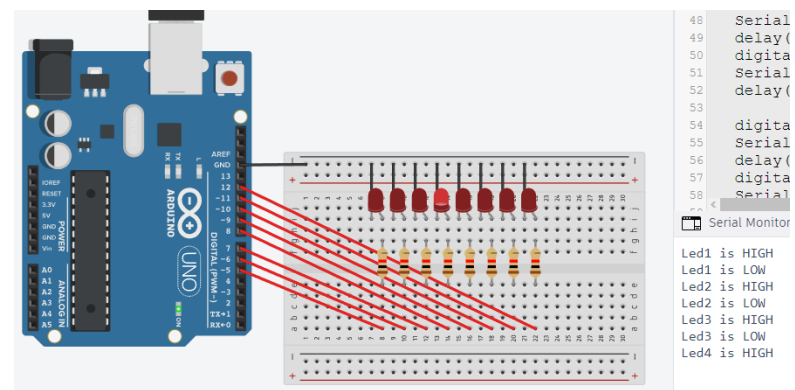 AREF
GND
13
12
~11
~10
~9
8
7
~6
~5
4
~3
2
TX→1
RX←0
DIGITAL (PWM~)
IOREF
RESET
3.3V
5V
GND
GND
Vin
POWER
A0
A1
A2
A3
A4
A5
ANALOG IN
RX
TX
L
ARDUINO
UNO
ON
48 Serial
49 delay(
50 digita
51 Serial
52 delay(
53
54 digita
55 Serial
56 delay(
57 digita
58 Serial
Serial Monitor
Led1 is HIGH
Led1 is LOW
Led2 is HIGH
Led2 is LOW
Led3 is HIGH
Led3 is LOW
Led4 is HIGH